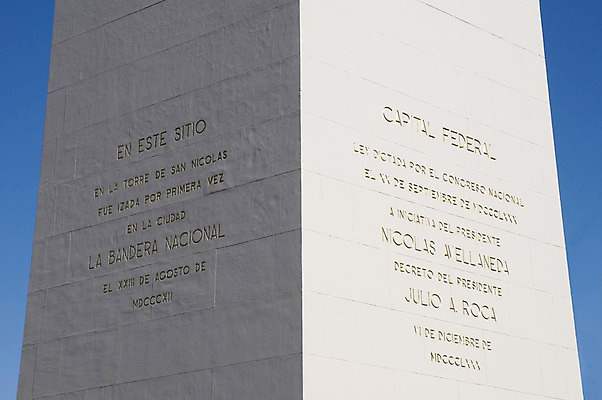 EN ESTE SITIO
EN LA TORRE DE SAN NICOLAS
FUE IZADA POR PRIMERA VEZ
EN LA CIUDAD
LA BANDERA NACIONAL
EL XXIII DE AGOSTO DE
MDCCCXII
CAPITAL FEDERAL
LEY DICTADA POR EL CONGRESO NACIONAL
EL XX DE SEPTIEMBRE DE MDCCCLXXX
A INICIATIVA DEL PRESIDENTE
NICOLAS AVELLANEDA
DECRETO DEL PRESIDENTE
JULIO A. ROCA
VI DE DICIEMBRE DE
MDCCCLXXX